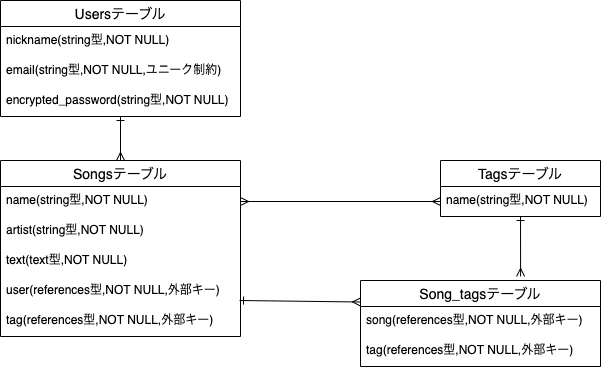 Usersテーブル
nickname(string型,NOT NULL)
email(string型,NOT NULL,ユニーク制約)
encrypted_password(string型,NOT NULL)
Songsテーブル
name(string型,NOT NULL)
artist(string型,NOT NULL)
text(text型,NOT NULL)
user(references型,NOT NULL,外部キー)
tag(references型,NOT NULL,外部キー)
Tagsテーブル
name(string型,NOT NULL)
Song_tagsテーブル
song(references型,NOT NULL,外部キー)
tag(references型,NOT NULL,外部キー)